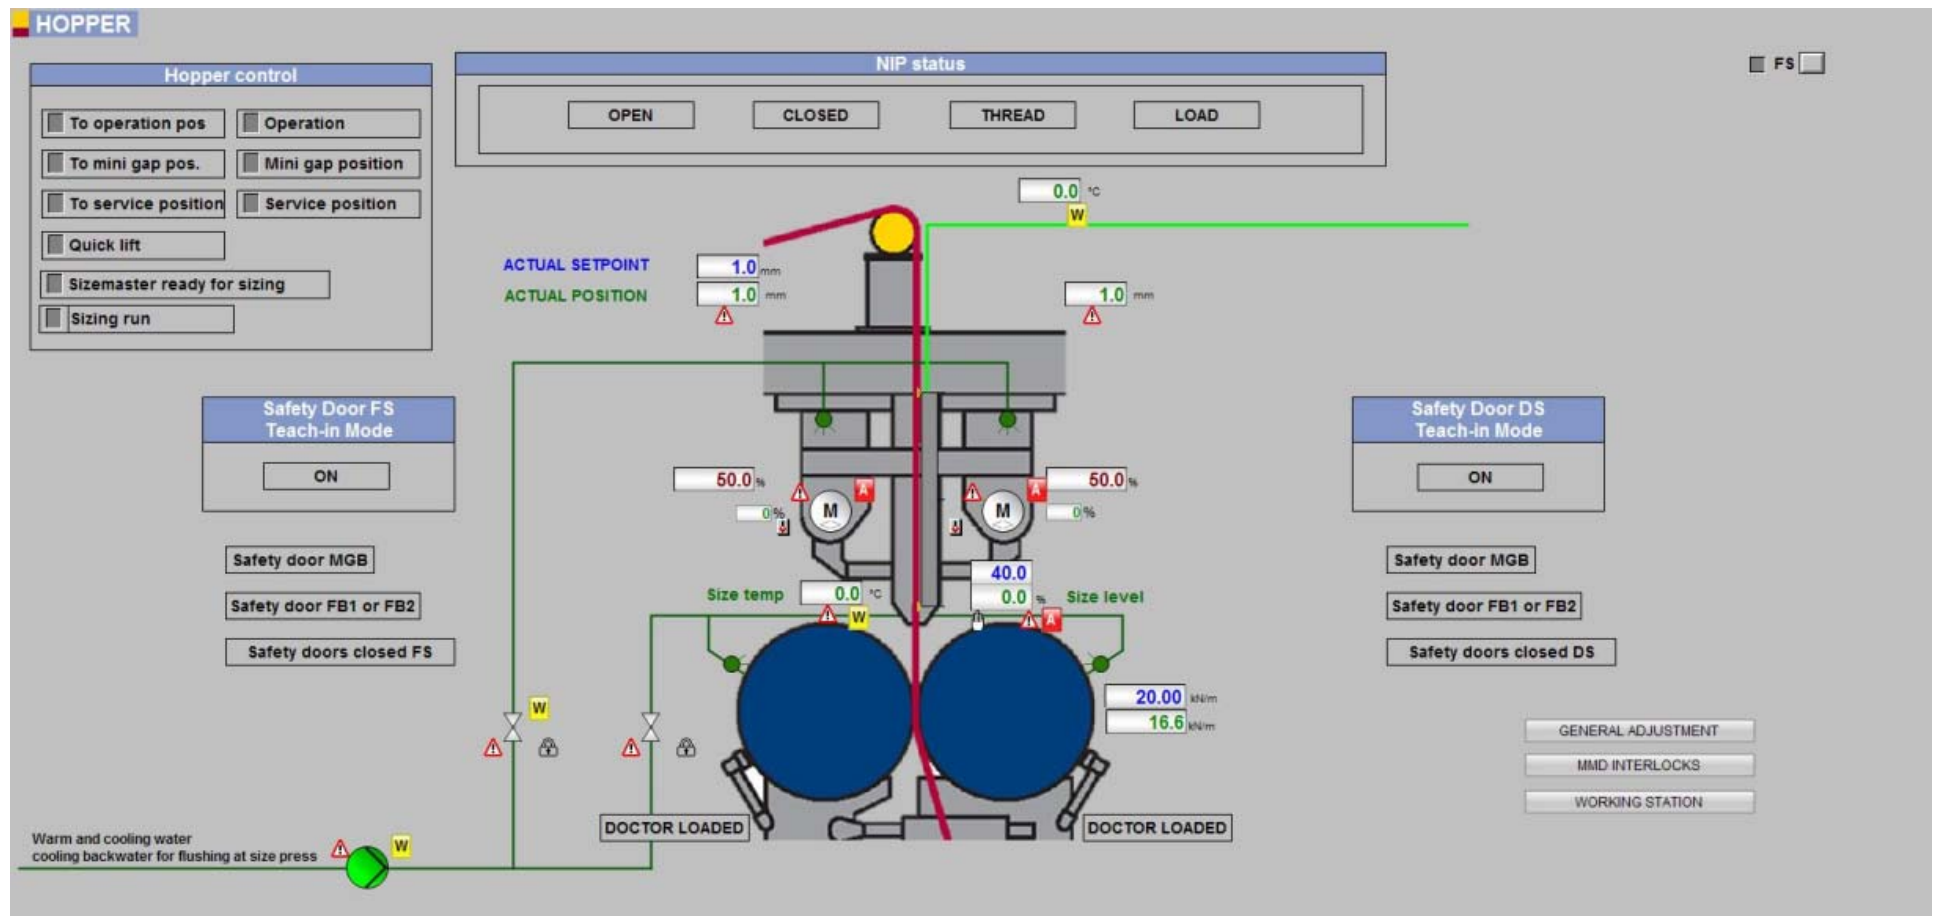 HOPPER
Hopper control
To operation pos
Operation
To mini gap pos.
Mini gap position
To service position
Service position
Quick lift
Sizemaster ready for sizing
Sizing run
NIP status
OPEN
CLOSED
THREAD
LOAD
FS
0.0 °C
W
ACTUAL SETPOINT
1.0 mm
ACTUAL POSITION
1.0 mm
1.0 mm
Safety Door FS
Teach-in Mode
ON
Safety door MGB
Safety door FB1 or FB2
Safety doors closed FS
Safety Door DS
Teach-in Mode
ON
Safety door MGB
Safety door FB1 or FB2
Safety doors closed DS
50.0 %
A
M
0 %
50.0 %
A
M
0 %
Size temp
0.0 °C
W
40.0
0.0 %
Size level
A
20.00 kN/m
16.6 kN/m
W
DOCTOR LOADED
DOCTOR LOADED
GENERAL ADJUSTMENT
MMD INTERLOCKS
WORKING STATION
Warm and cooling water
cooling backwater for flushing at size press
W